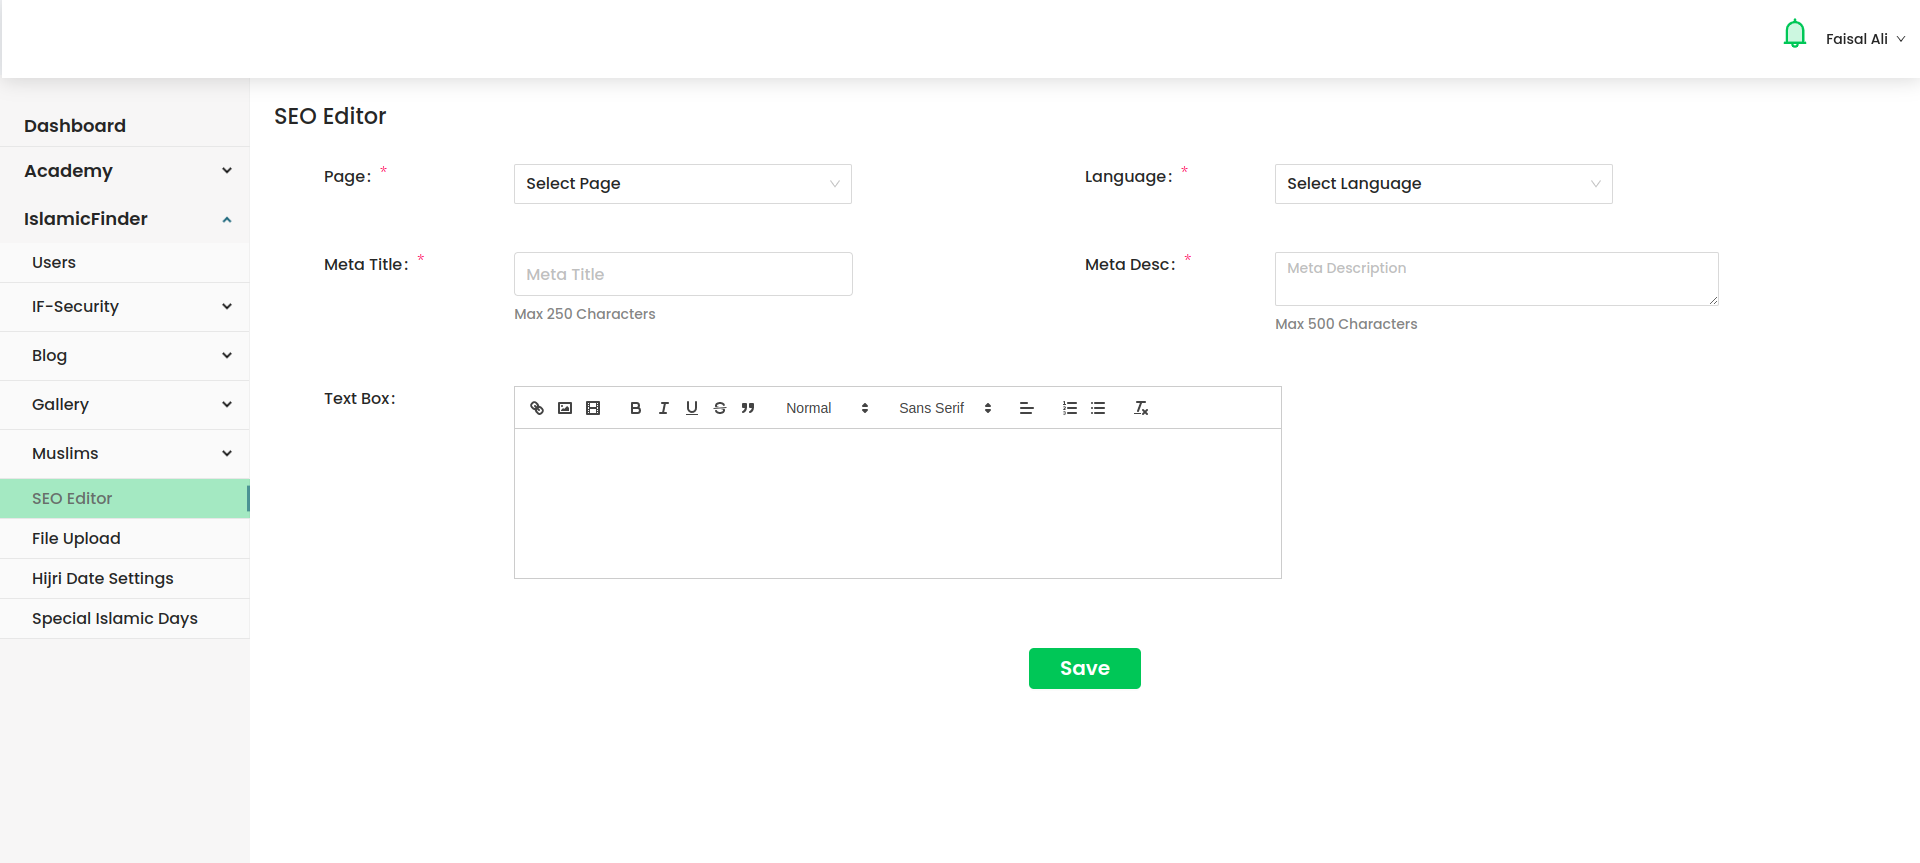 Faisal Ali
Dashboard
Academy
IslamicFinder
Users
IF-Security
Blog
Gallery
Muslims
SEO Editor
File Upload
Hijri Date Settings
Special Islamic Days
SEO Editor
Page: *
Select Page
Language: *
Select Language
Meta Title: *
Meta Title
Max 250 Characters
Meta Desc: *
Meta Description
Max 500 Characters
Text Box:
Normal
Sans Serif
Save